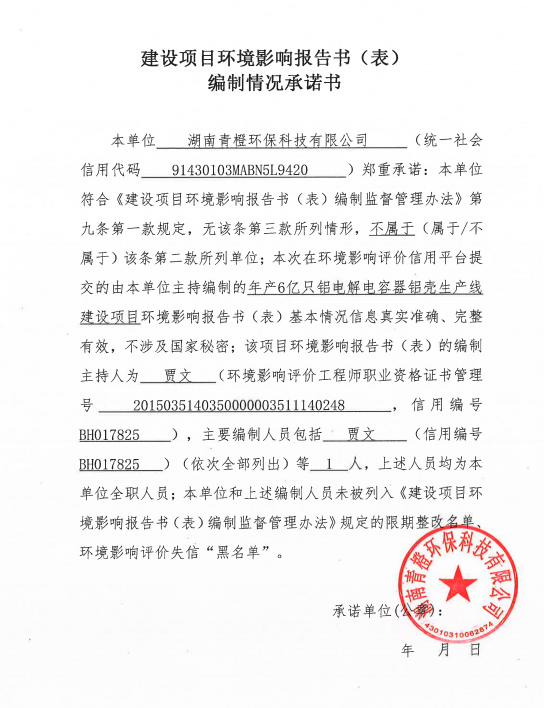 建设项目环境影响报告书（表）
编制情况承诺书
本单位 湖南青橙环保科技有限公司 （统一社会
信用代码 91430103MABN5L9420 ）郑重承诺：本单位
符合《建设项目环境影响报告书（表）编制监督管理办法》第
九条第一款规定，无该条第三款所列情形，不属于（属于/不
属于）该条第二款所列单位；本次在环境影响评价信用平台提
交的由本单位主持编制的年产6亿只铝电解电容器铝壳生产线
建设项目环境影响报告书（表）基本情况信息真实准确、完整
有效，不涉及国家秘密；该项目环境影响报告书（表）的编制
主持人为 贾文 （环境影响评价工程师职业资格证书管理
号 2015035140350000003511140248 ，信用编号
BH017825 ），主要编制人员包括 贾文 （信用编号
BH017825 ）（依次全部列出）等 1 人，上述人员均为本
单位全职人员；本单位和上述编制人员未被列入《建设项目环
境影响报告书（表）编制监督管理办法》规定的限期整改名单、
环境影响评价失信“黑名单”。
湖南青橙环保科技有限公司
43010310062874
承诺单位(公章)：
年 月 日